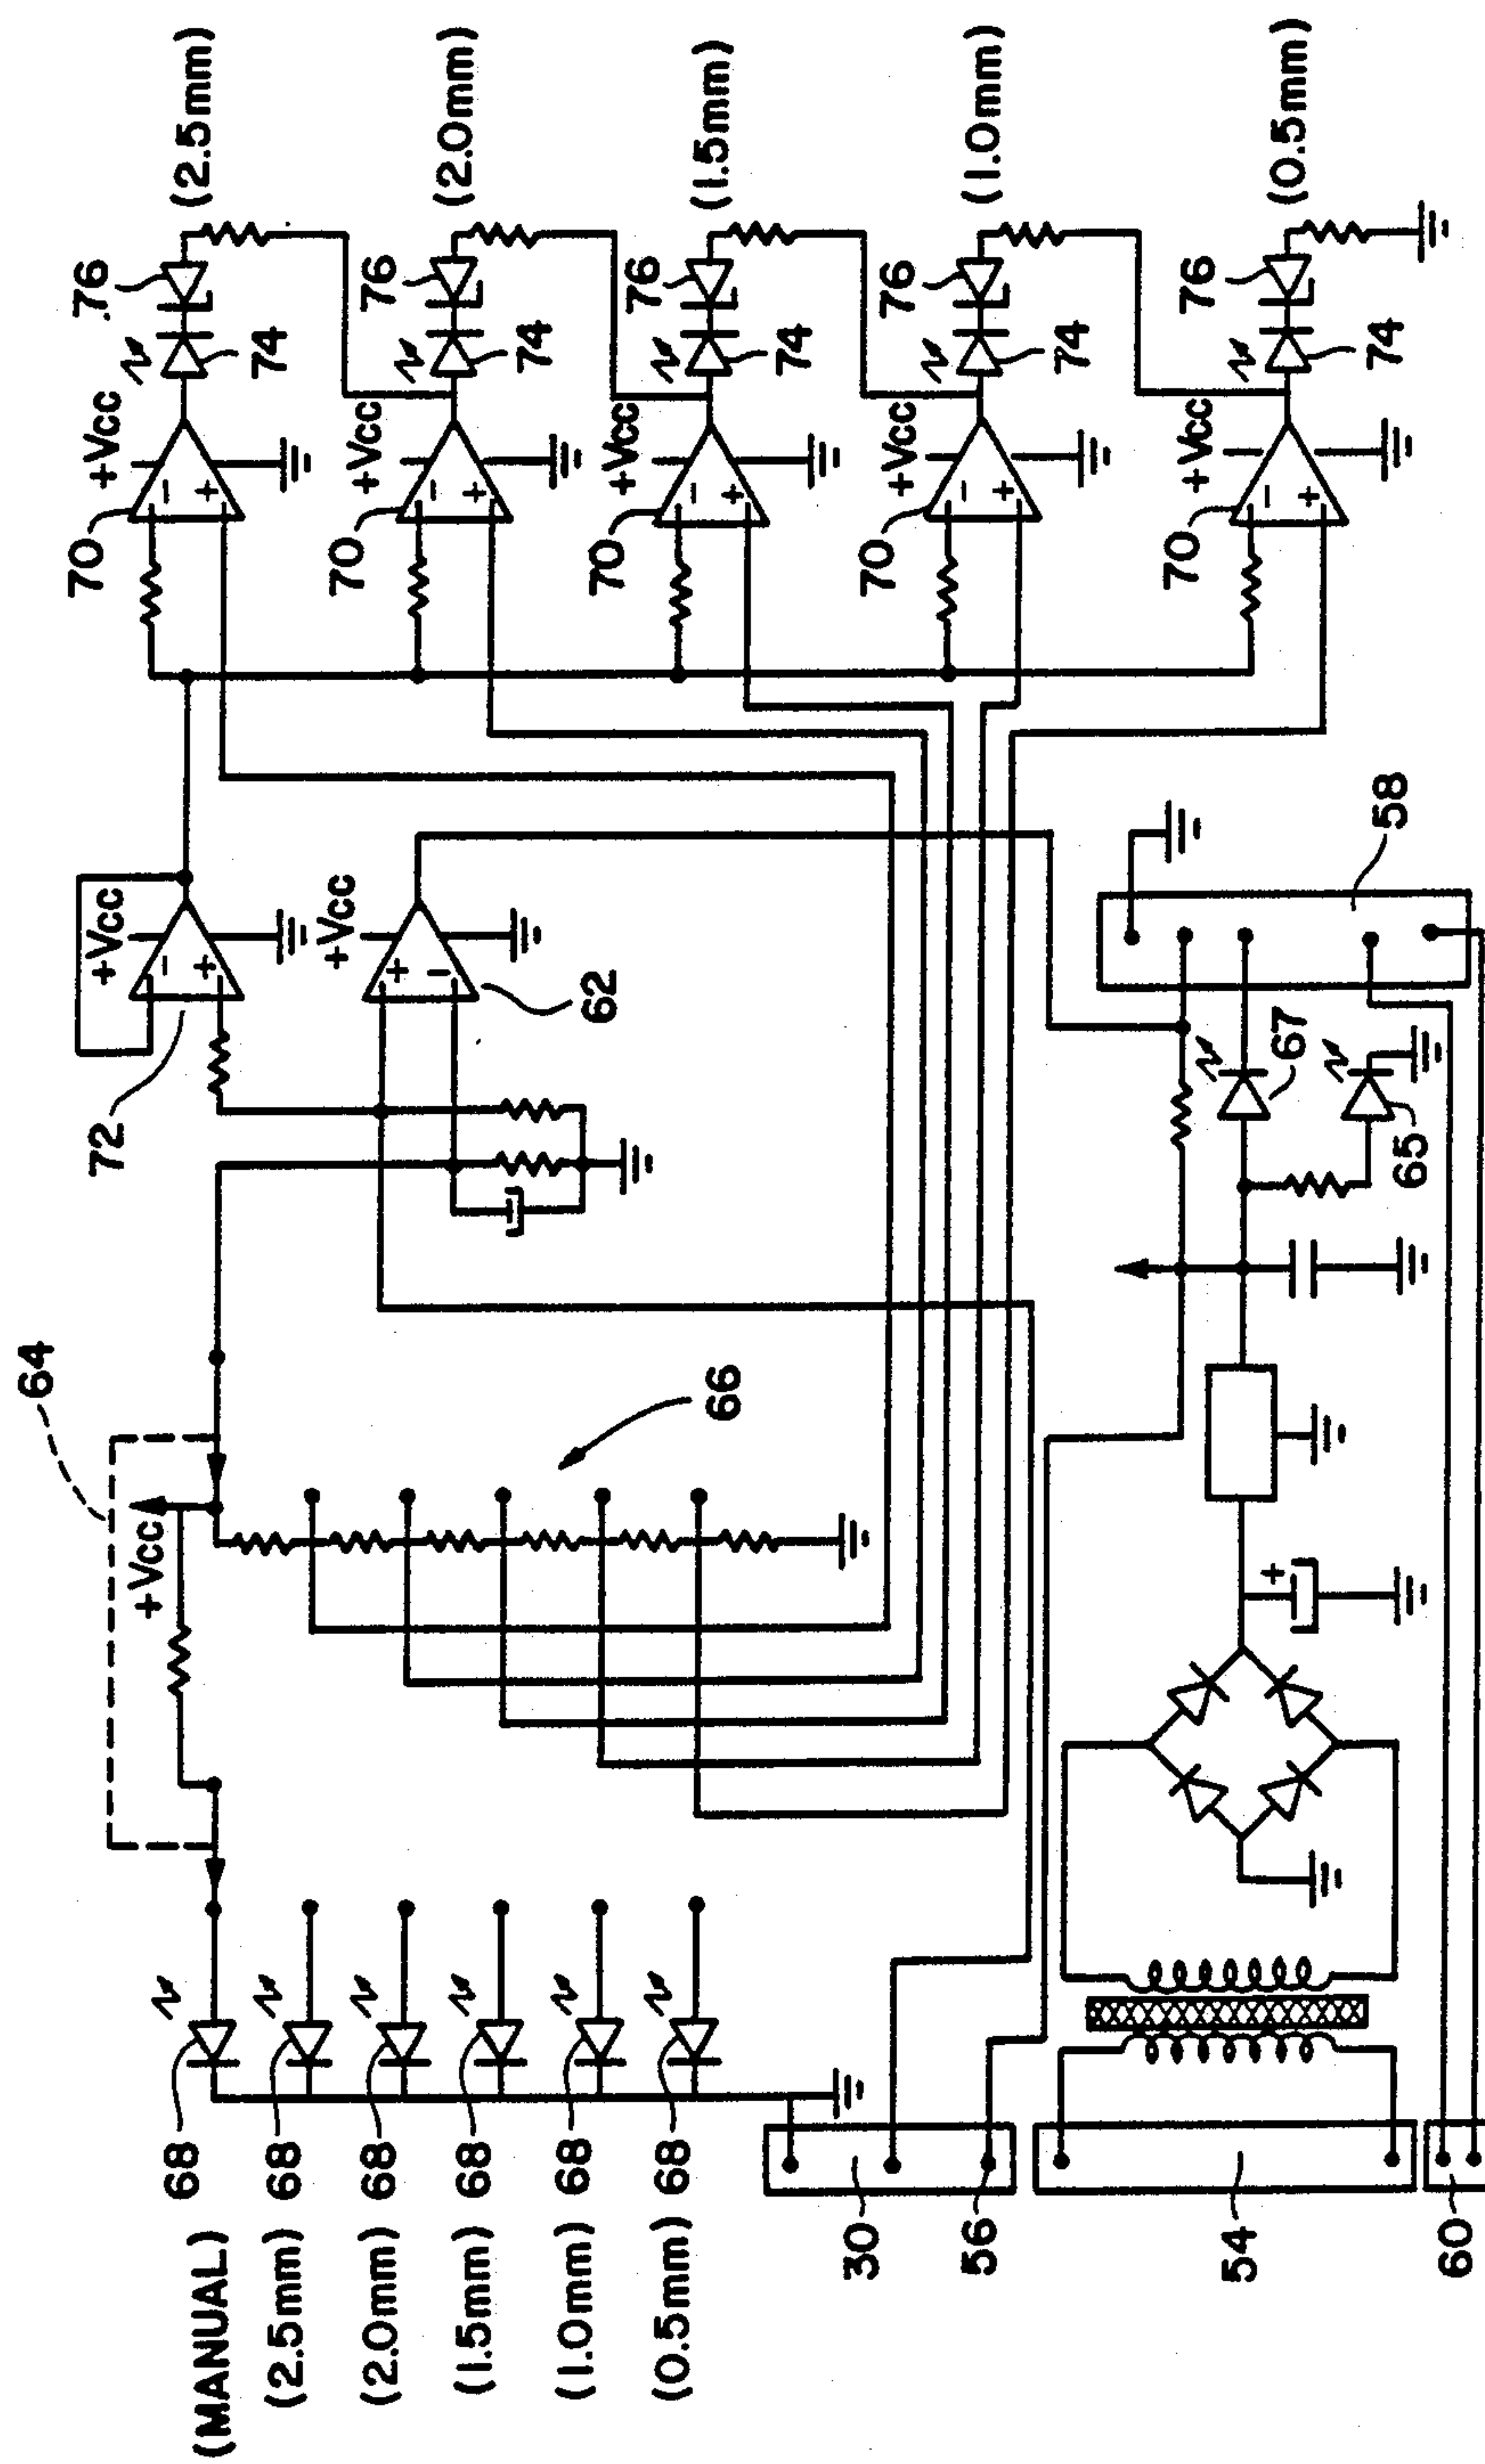 (MANUAL)
(2.5mm)
(2.0mm)
(1.5mm)
(1.0mm)
(0.5mm)
68
68
68
68
68
68
30
56
54
60
64
+Vcc
66
72
+Vcc
- +
+Vcc
+ -
62
+
67
65
58
70
+Vcc
- +
74
76
(2.5mm)
70
+Vcc
- +
74
76
(2.0mm)
70
+Vcc
- +
74
76
(1.5mm)
70
+Vcc
- +
74
76
(1.0mm)
70
+Vcc
- +
74
76
(0.5mm)